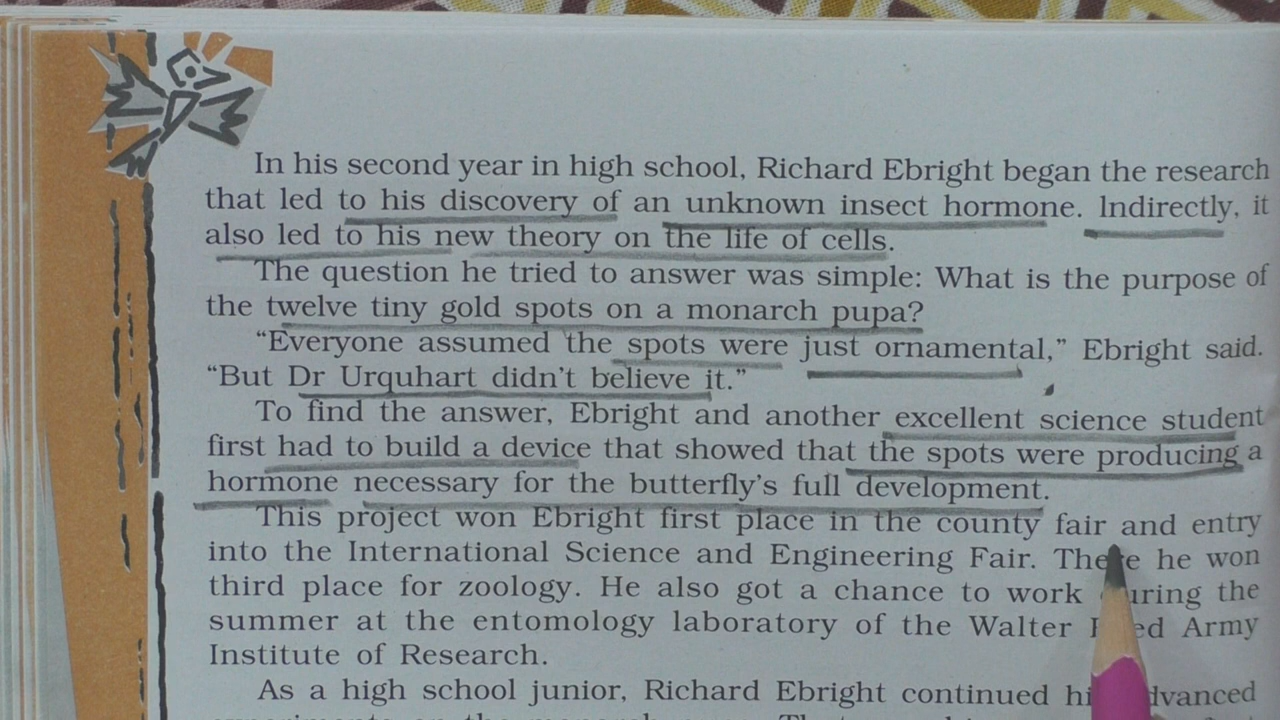 In his second year in high school, Richard Ebright began the research
that led to his discovery of an unknown insect hormone. Indirectly, it
also led to his new theory on the life of cells.
The question he tried to answer was simple: What is the purpose of
the twelve tiny gold spots on a monarch pupa?
“Everyone assumed the spots were just ornamental,” Ebright said.
“But Dr Urquhart didn’t believe it.”
To find the answer, Ebright and another excellent science student
first had to build a device that showed that the spots were producing a
hormone necessary for the butterfly’s full development.
This project won Ebright first place in the county fair and entry
into the International Science and Engineering Fair. There he won
third place for zoology. He also got a chance to work during the
summer at the entomology laboratory of the Walter Reed Army
Institute of Research.
As a high school junior, Richard Ebright continued his advanced